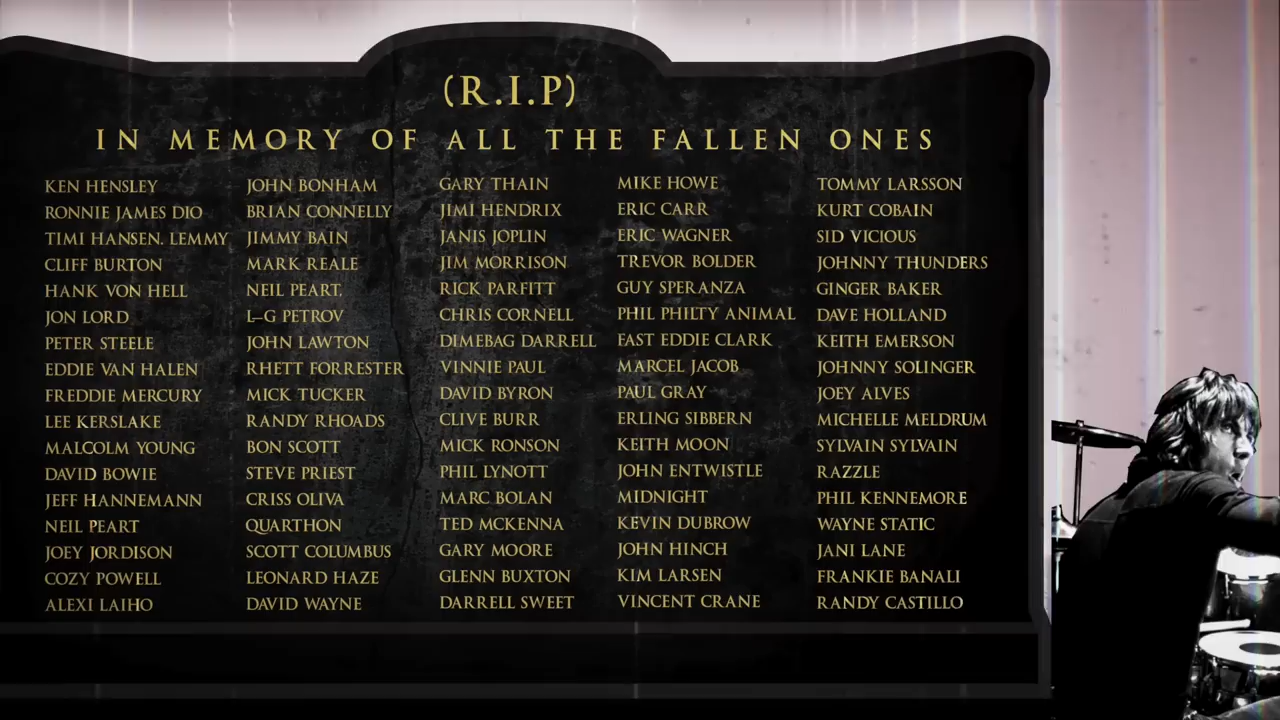 (R.I.P)
IN MEMORY OF ALL THE FALLEN ONES
KEN HENSLEY
RONNIE JAMES DIO
TIMI HANSEN. LEMMY
CLIFF BURTON
HANK VON HELL
JON LORD
PETER STEELE
EDDIE VAN HALEN
FREDDIE MERCURY
LEE KERSLAKE
MALCOLM YOUNG
DAVID BOWIE
JEFF HANNEMANN
NEIL PEART
JOEY JORDISON
COZY POWELL
ALEXI LAIHO
JOHN BONHAM
BRIAN CONNELLY
JIMMY BAIN
MARK REALE
NEIL PEART,
L-G PETROV
JOHN LAWTON
RHETT FORRESTER
MICK TUCKER
RANDY RHOADS
BON SCOTT
STEVE PRIEST
CRISS OLIVA
QUARTHON
SCOTT COLUMBUS
LEONARD HAZE
DAVID WAYNE
GARY THAIN
JIMI HENDRIX
JANIS JOPLIN
JIM MORRISON
RICK PARFITT
CHRIS CORNELL
DIMEBAG DARRELL
VINNIE PAUL
DAVID BYRON
CLIVE BURR
MICK RONSON
PHIL LYNOTT
MARC BOLAN
TED MCKENNA
GARY MOORE
GLENN BUXTON
DARRELL SWEET
MIKE HOWE
ERIC CARR
ERIC WAGNER
TREVOR BOLDER
GUY SPERANZA
PHIL PHILTY ANIMAL
FAST EDDIE CLARK
MARCEL JACOB
PAUL GRAY
ERLING SIBBERN
KEITH MOON
JOHN ENTWISTLE
MIDNIGHT
KEVIN DUBROW
JOHN HINCH
KIM LARSEN
VINCENT CRANE
TOMMY LARSSON
KURT COBAIN
SID VICIOUS
JOHNNY THUNDERS
GINGER BAKER
DAVE HOLLAND
KEITH EMERSON
JOHNNY SOLINGER
JOEY ALVES
MICHELLE MELDRUM
SYLVAIN SYLVAIN
RAZZLE
PHIL KENNEMORE
WAYNE STATIC
JANI LANE
FRANKIE BANALI
RANDY CASTILLO